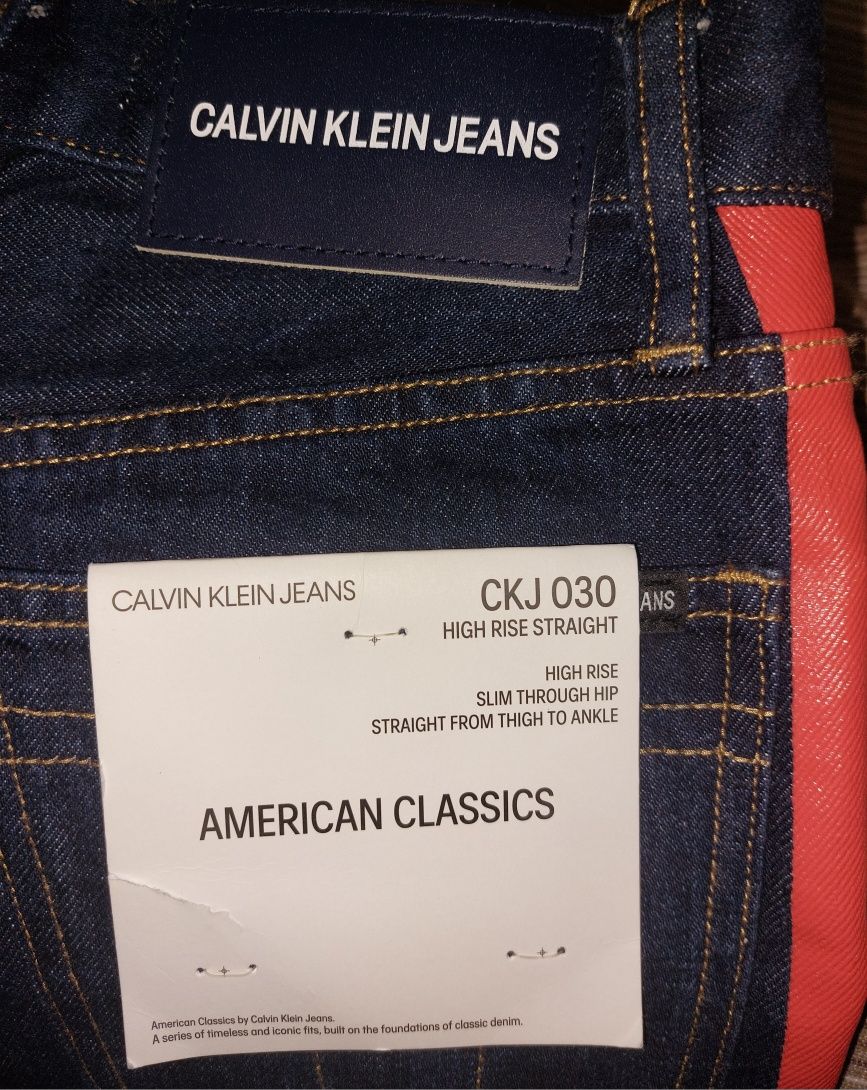 CALVIN KLEIN JEANS
CALVIN KLEIN JEANS
CKJ 030
ANS
HIGH RISE STRAIGHT
HIGH RISE
SLIM THROUGH HIP
STRAIGHT FROM THIGH TO ANKLE
AMERICAN CLASSICS
American Classics by Calvin Klein Jeans.
A series of timeless and iconic fits, built on the foundations of classic denim.